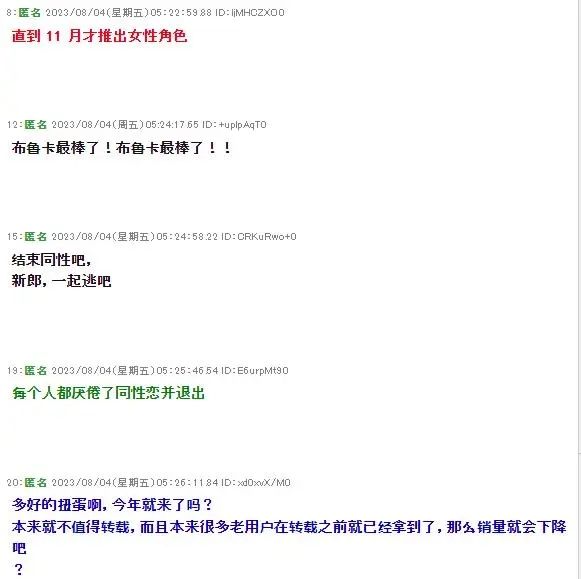 8:匿名 2023/08/04(星期五)05:22:59.88 ID:IjMHCZXO0
直到 11 月才推出女性角色
12:匿名 2023/08/04(周五)05:24:17.65 ID:+uplpAqT0
布鲁卡最棒了！布鲁卡最棒了！！
15:匿名 2023/08/04(星期五)05:24:58.22 ID:CRKuRwo+0
结束同性吧，
新郎，一起逃吧
19:匿名 2023/08/04(星期五)05:25:46.54 ID:E6urpMt90
每个人都厌倦了同性恋并退出
20:匿名 2023/08/04(星期五)05:26:11.84 ID:xd0xvX/M0
多好的扭蛋啊，今年就来了吗？
本来就不值得转载，而且本来很多老用户在转载之前就已经拿到了，那么销量就会下降
吧
？